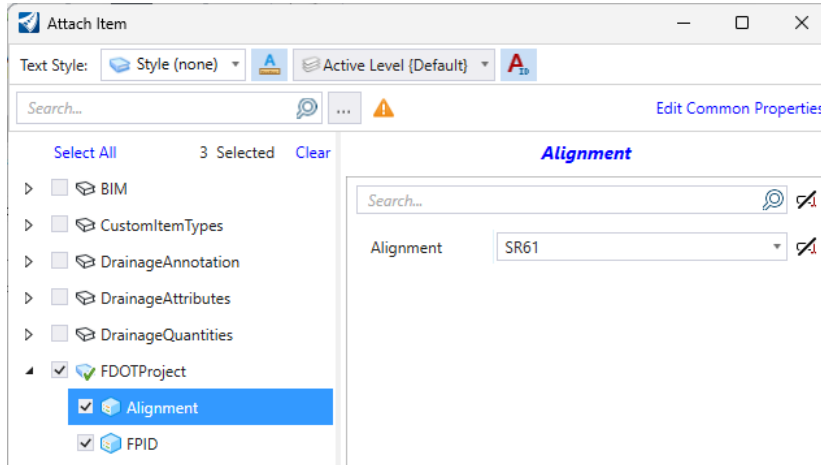 Attach Item
Text Style: Style (none) A Active Level {Default} A ID
Search... ... Edit Common Properties
Select All 3 Selected Clear
Alignment
BIM
CustomItemTypes
DrainageAnnotation
DrainageAttributes
DrainageQuantities
FDOTProject
Alignment
FPID
Search...
Alignment SR61